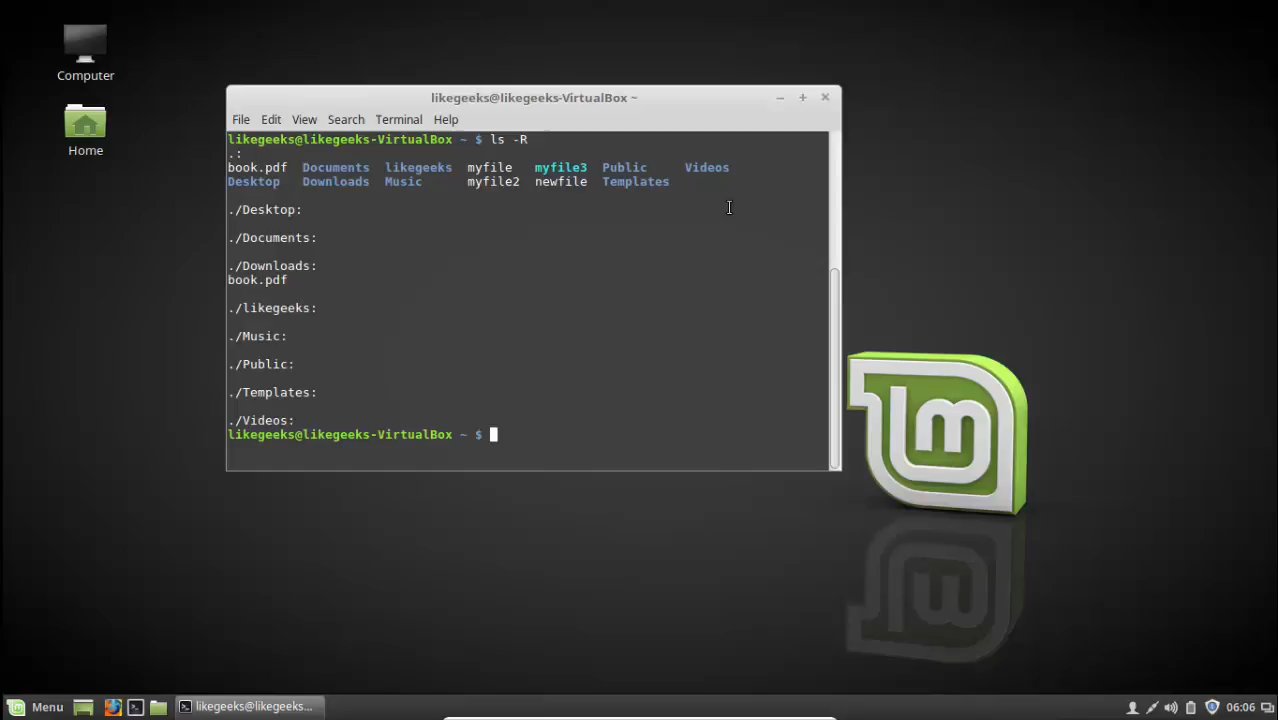 Computer
Home
likegeeks@likegeeks-VirtualBox ~
File Edit View Search Terminal Help
likegeeks@likegeeks-VirtualBox ~ $ ls -R
.:
book.pdf Documents likegeeks myfile myfile3 Public Videos
Desktop Downloads Music myfile2 newfile Templates
./Desktop:
./Documents:
./Downloads:
book.pdf
./likegeeks:
./Music:
./Public:
./Templates:
./Videos:
likegeeks@likegeeks-VirtualBox ~ $
lm
Menu likegeeks@likegeeks... 06:06